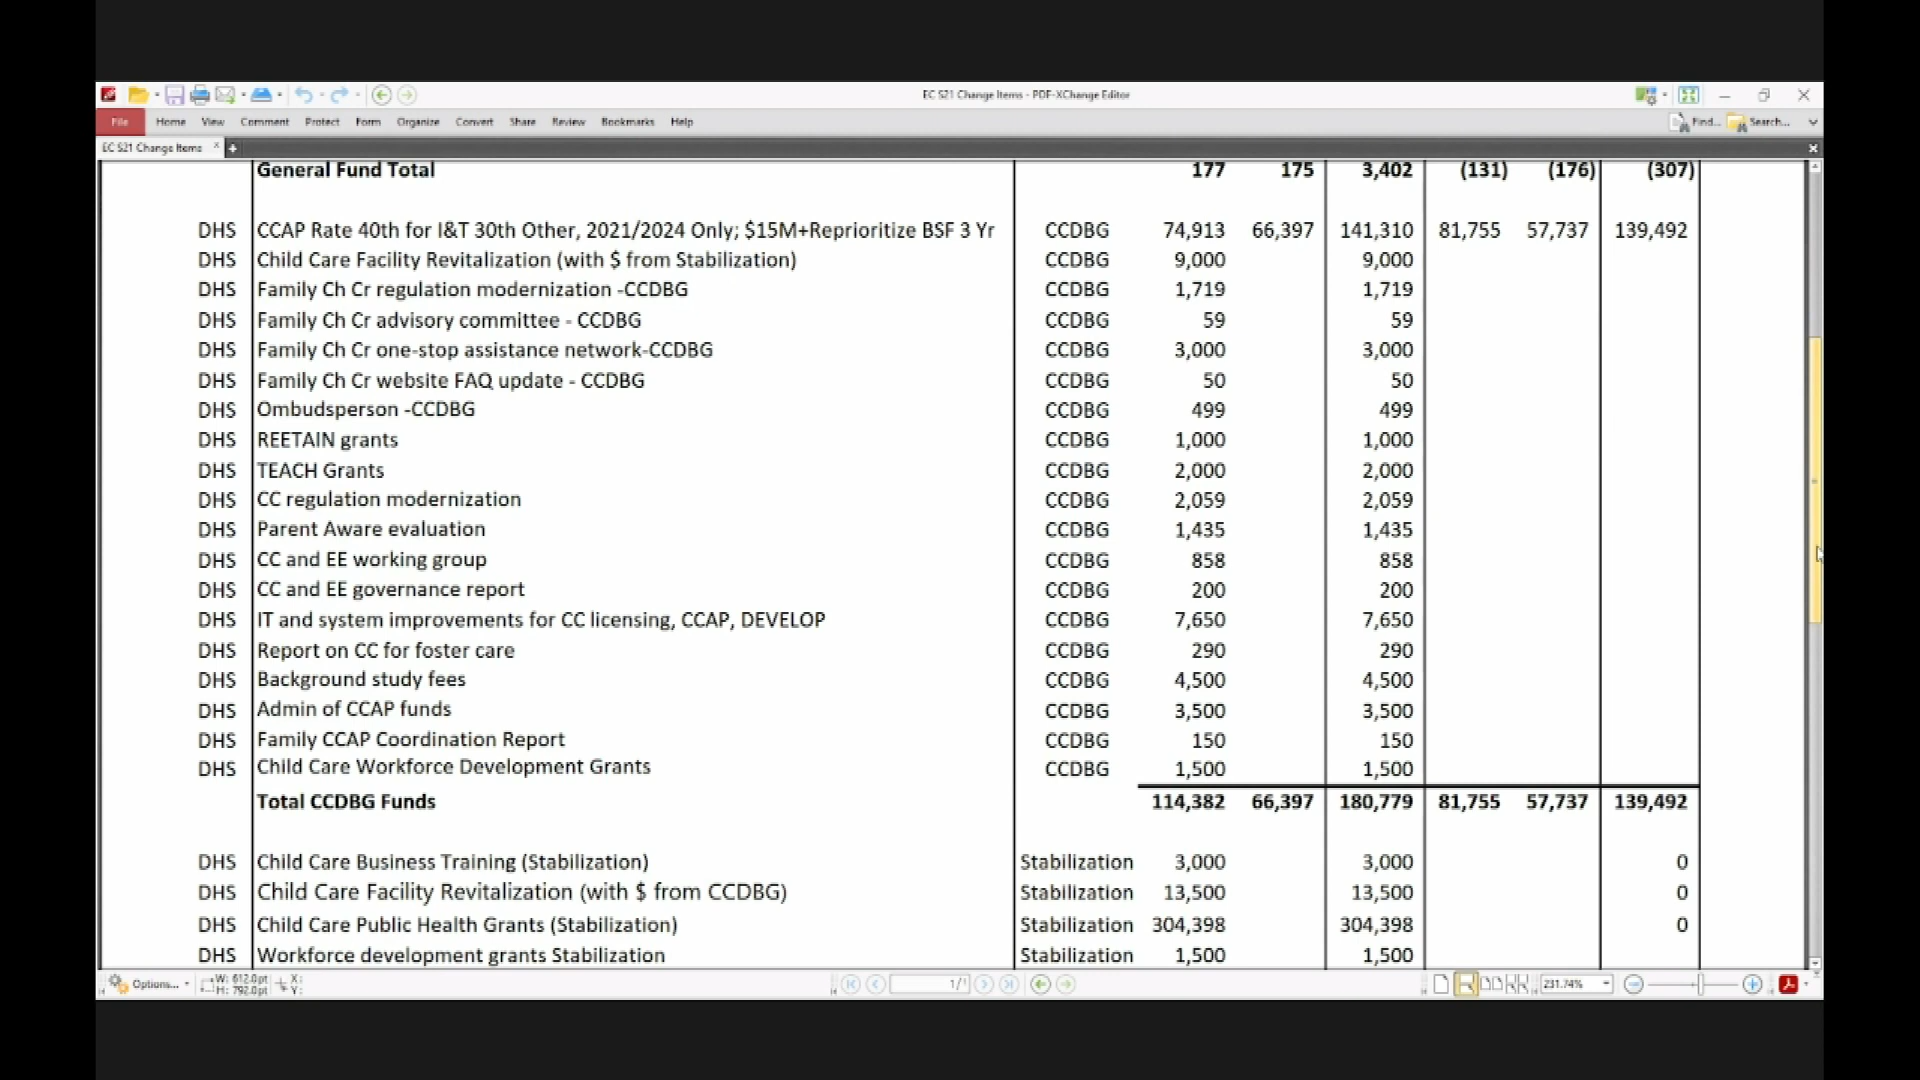 EC S21 Change Items - PDF-XChange Editor
File Home View Comment Protect Form Organize Convert Share Review Bookmarks Help Find... Search...
EC S21 Change Items
General Fund Total 177 175 3,402 (131) (176) (307)
DHS CCAP Rate 40th for I&T 30th Other, 2021/2024 Only; $15M+Reprioritize BSF 3 Yr CCDBG 74,913 66,397 141,310 81,755 57,737 139,492
DHS Child Care Facility Revitalization (with $ from Stabilization) CCDBG 9,000 9,000
DHS Family Ch Cr regulation modernization -CCDBG CCDBG 1,719 1,719
DHS Family Ch Cr advisory committee - CCDBG CCDBG 59 59
DHS Family Ch Cr one-stop assistance network-CCDBG CCDBG 3,000 3,000
DHS Family Ch Cr website FAQ update - CCDBG CCDBG 50 50
DHS Ombudsperson -CCDBG CCDBG 499 499
DHS REETAIN grants CCDBG 1,000 1,000
DHS TEACH Grants CCDBG 2,000 2,000
DHS CC regulation modernization CCDBG 2,059 2,059
DHS Parent Aware evaluation CCDBG 1,435 1,435
DHS CC and EE working group CCDBG 858 858
DHS CC and EE governance report CCDBG 200 200
DHS IT and system improvements for CC licensing, CCAP, DEVELOP CCDBG 7,650 7,650
DHS Report on CC for foster care CCDBG 290 290
DHS Background study fees CCDBG 4,500 4,500
DHS Admin of CCAP funds CCDBG 3,500 3,500
DHS Family CCAP Coordination Report CCDBG 150 150
DHS Child Care Workforce Development Grants CCDBG 1,500 1,500
Total CCDBG Funds 114,382 66,397 180,779 81,755 57,737 139,492
DHS Child Care Business Training (Stabilization) Stabilization 3,000 3,000 0
DHS Child Care Facility Revitalization (with $ from CCDBG) Stabilization 13,500 13,500 0
DHS Child Care Public Health Grants (Stabilization) Stabilization 304,398 304,398 0
DHS Workforce development grants Stabilization Stabilization 1,500 1,500
Options... W: 612.0pt X: 231.74%
H: 792.0pt Y: